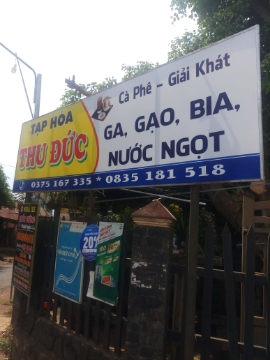 TẠP HÓA
THU ĐỨC
Cà Phê - Giải Khát
GA, GẠO, BIA,
NƯỚC NGỌT
0375 167 335 * 0835 181 518
20%